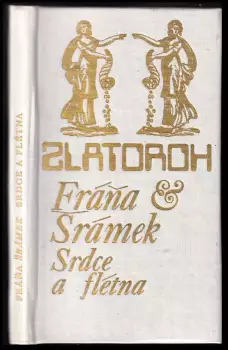 ZLATOROH
Fráňa &
Šrámek
Srdce
a flétna
FRÁŇA ŠRÁMEK SRDCE A FLÉTNA